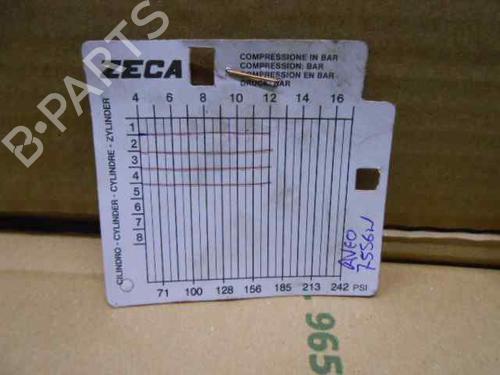 ZECA
COMPRESSIONE IN BAR
COMPRESSION: BAR
COMPRESSION EN BAR
DRUCK: BAR
4 6 8 10 12 14 16
CILINDRO - CYLINDER - CYLINDRE - ZYLINDER
1
2
3
4
5
6
7
8
71 100 128 156 185 213 242 PSI
AVEO
7556W
B-PARTS
965